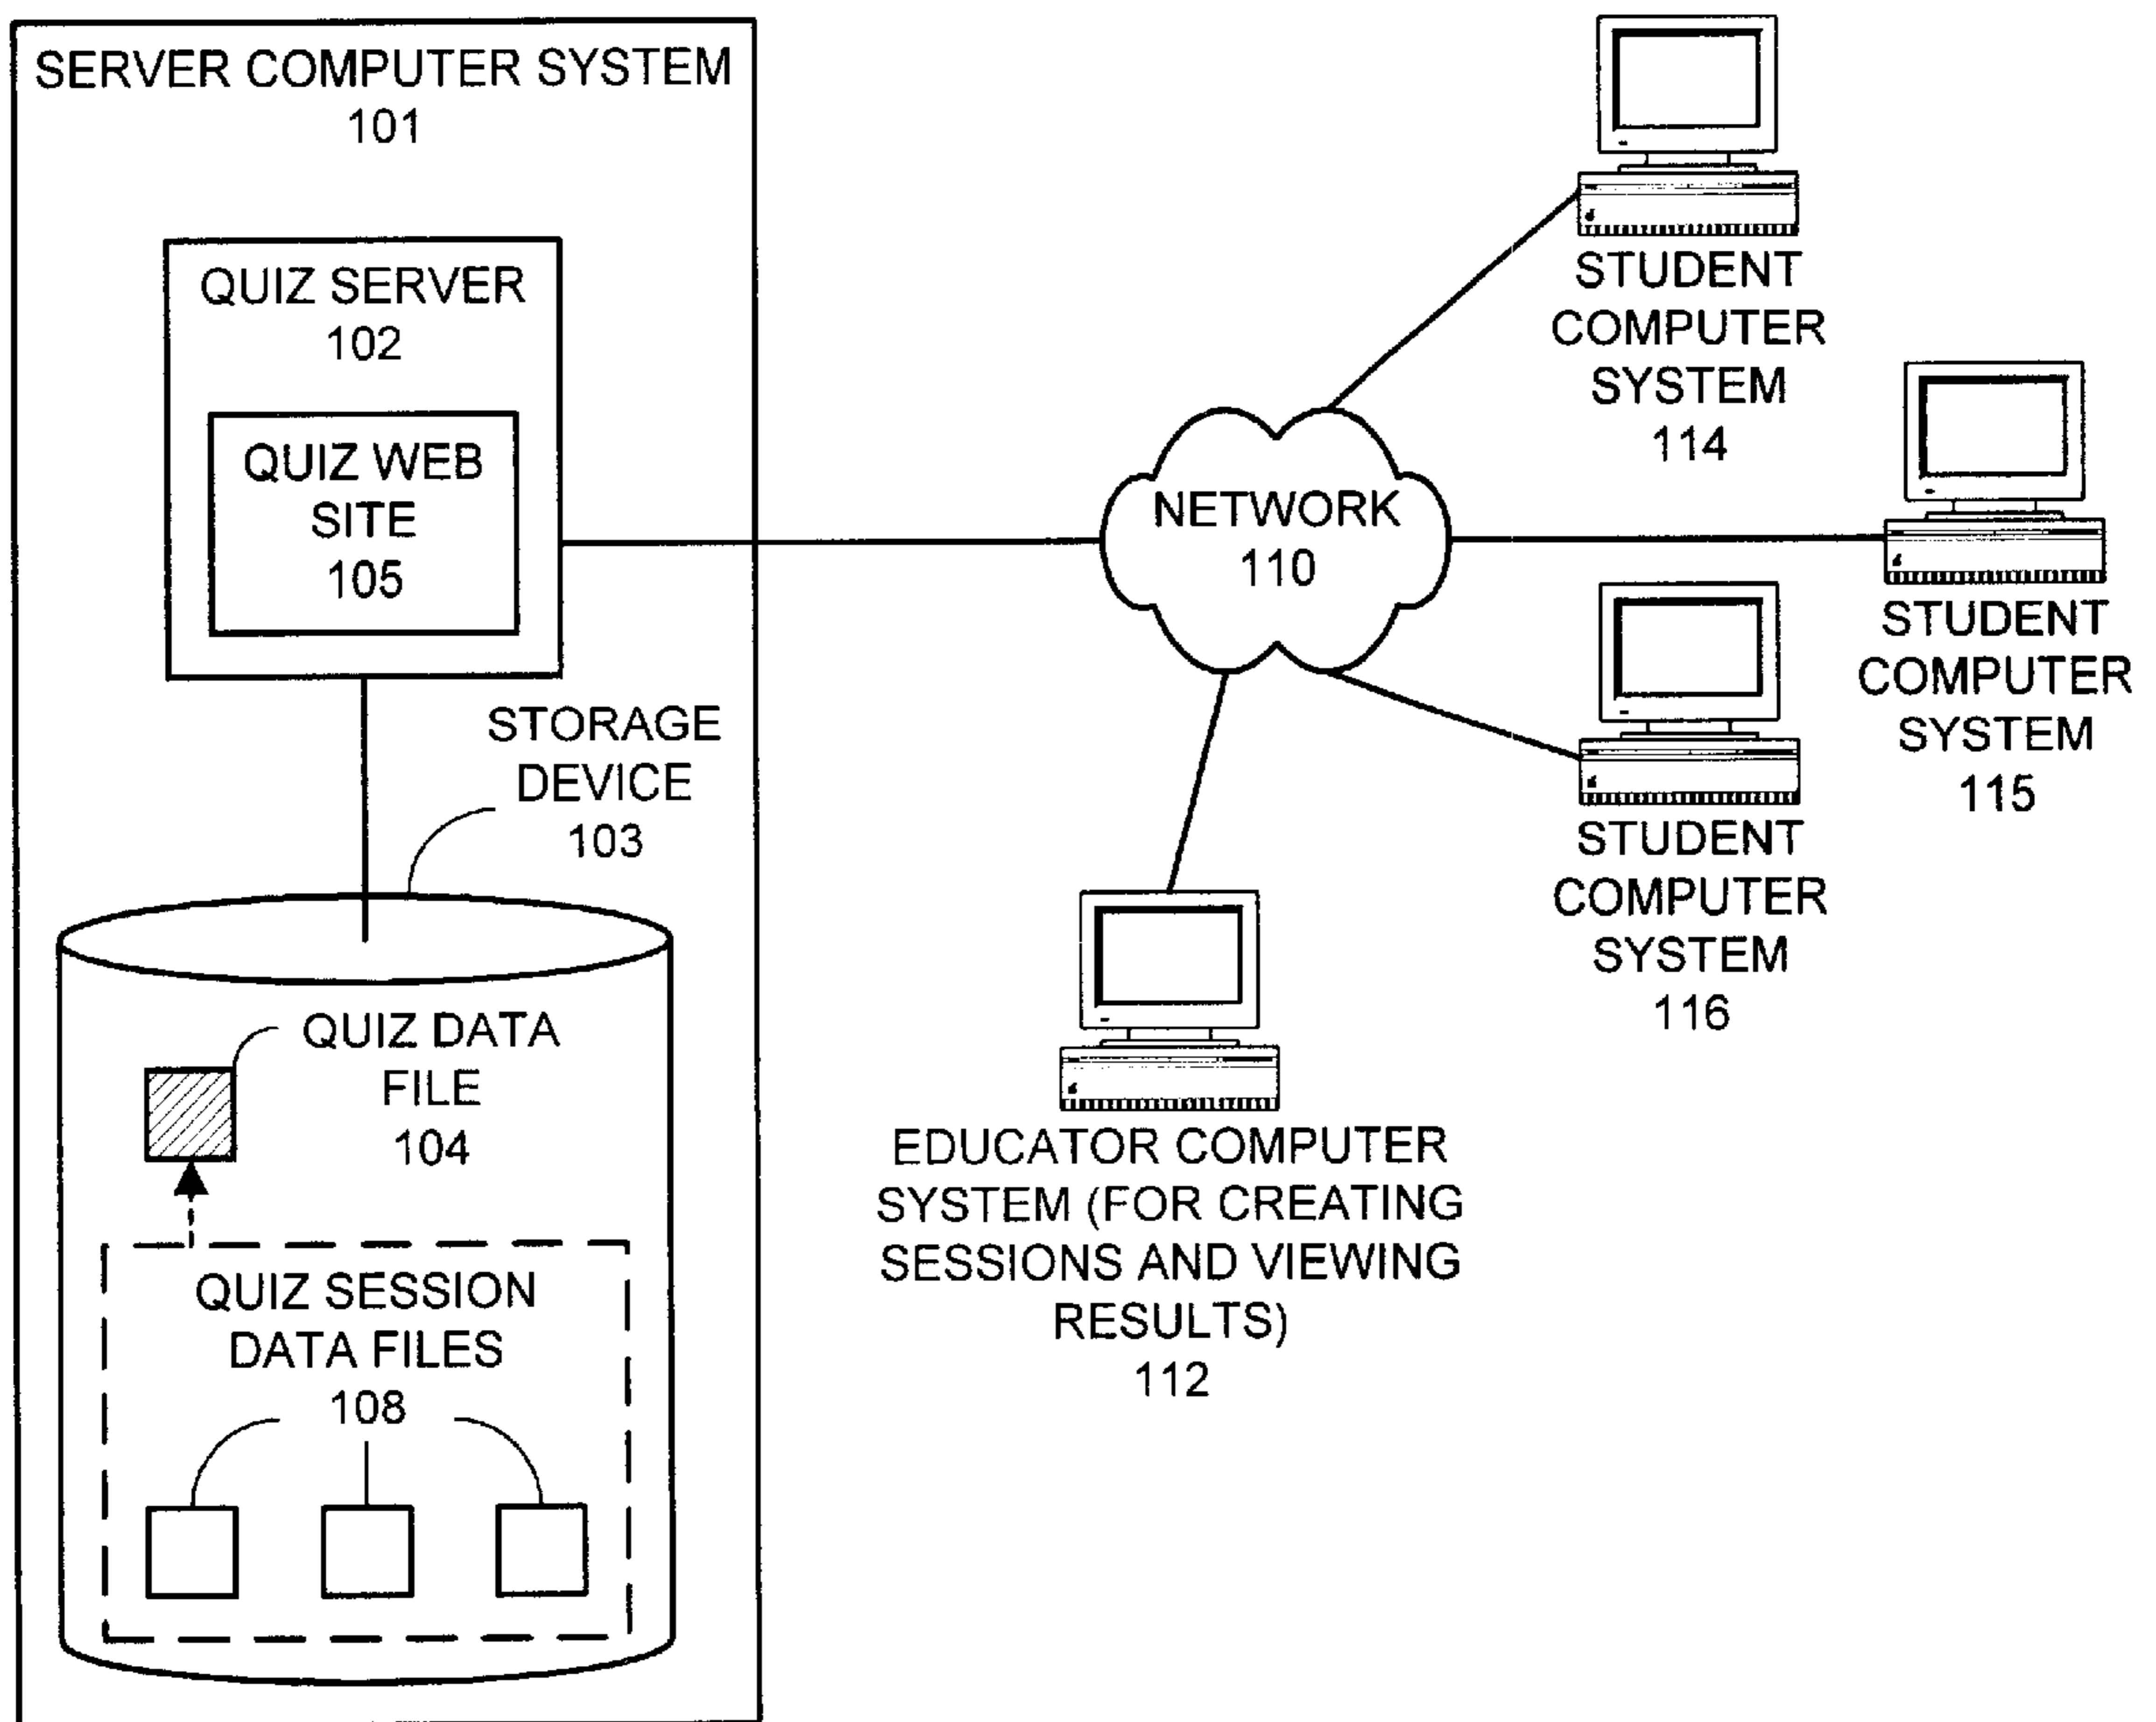 SERVER COMPUTER SYSTEM
101
QUIZ SERVER
102
QUIZ WEB
SITE
105
STORAGE
DEVICE
103
QUIZ DATA
FILE
104
QUIZ SESSION
DATA FILES
108
NETWORK
110
STUDENT
COMPUTER
SYSTEM
114
STUDENT
COMPUTER
SYSTEM
115
STUDENT
COMPUTER
SYSTEM
116
EDUCATOR COMPUTER
SYSTEM (FOR CREATING
SESSIONS AND VIEWING
RESULTS)
112